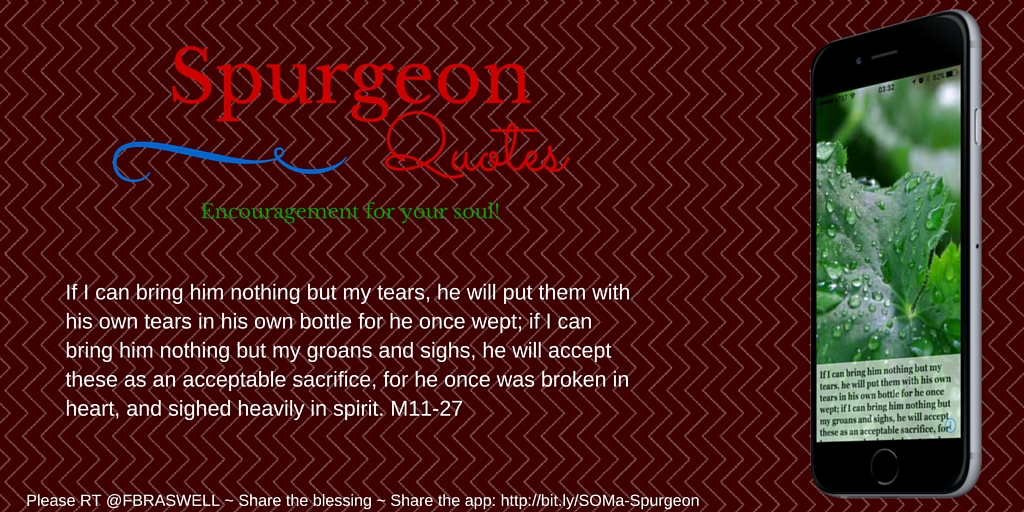 Spurgeon
Quotes
Encouragement for your soul!
If I can bring him nothing but my tears, he will put them with
his own tears in his own bottle for he once wept; if I can
bring him nothing but my groans and sighs, he will accept
these as an acceptable sacrifice, for he once was broken in
heart, and sighed heavily in spirit. M11-27
Please RT @FBRASWELL ~ Share the blessing ~ Share the app: http://bit.ly/SOMa-Spurgeon
AT&T 03:32 62%
If I can bring him nothing but my
tears, he will put them with his own
tears in his own bottle for he once
wept; if I can bring him nothing but
my groans and sighs, he will accept
these as an acceptable sacrifice, for